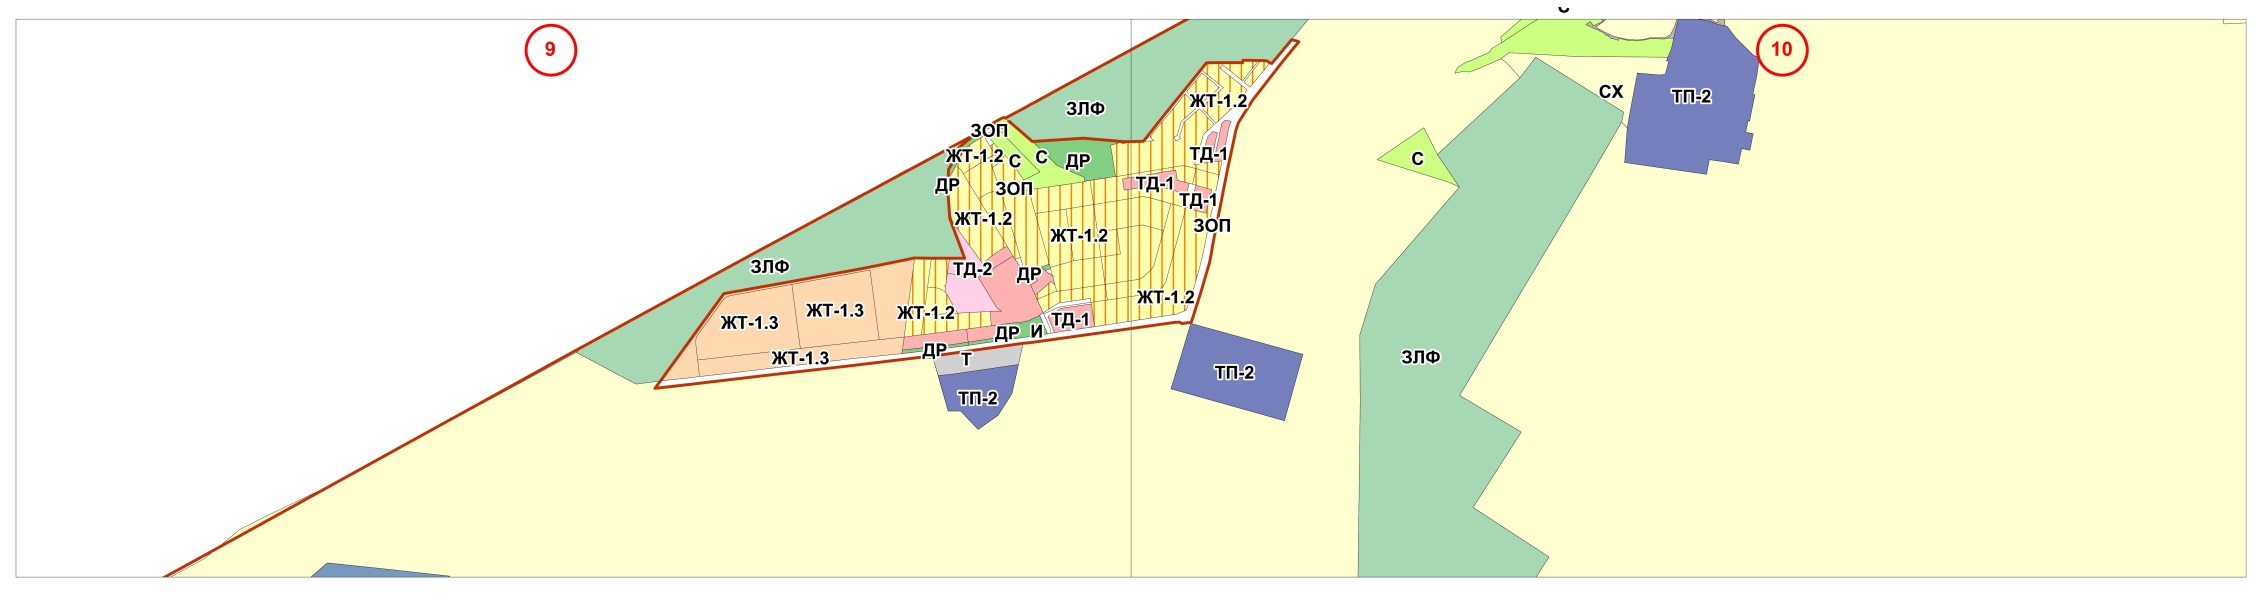 9
10
СХ
ТП-2
ЖТ-1.2
ЗЛФ
ЗОП
ЖТ-1.2
С
С
ДР
ТД-1
С
ДР
ЗОП
ТД-1
ТД-1
ЖТ-1.2
ЗОП
ЖТ-1.2
ЗЛФ
ТД-2
ДР
ЖТ-1.2
ЖТ-1.3
ЖТ-1.3
ЖТ-1.2
ТД-1
ДР
И
ДР
ЖТ-1.3
Т
ЗЛФ
ТП-2
ТП-2